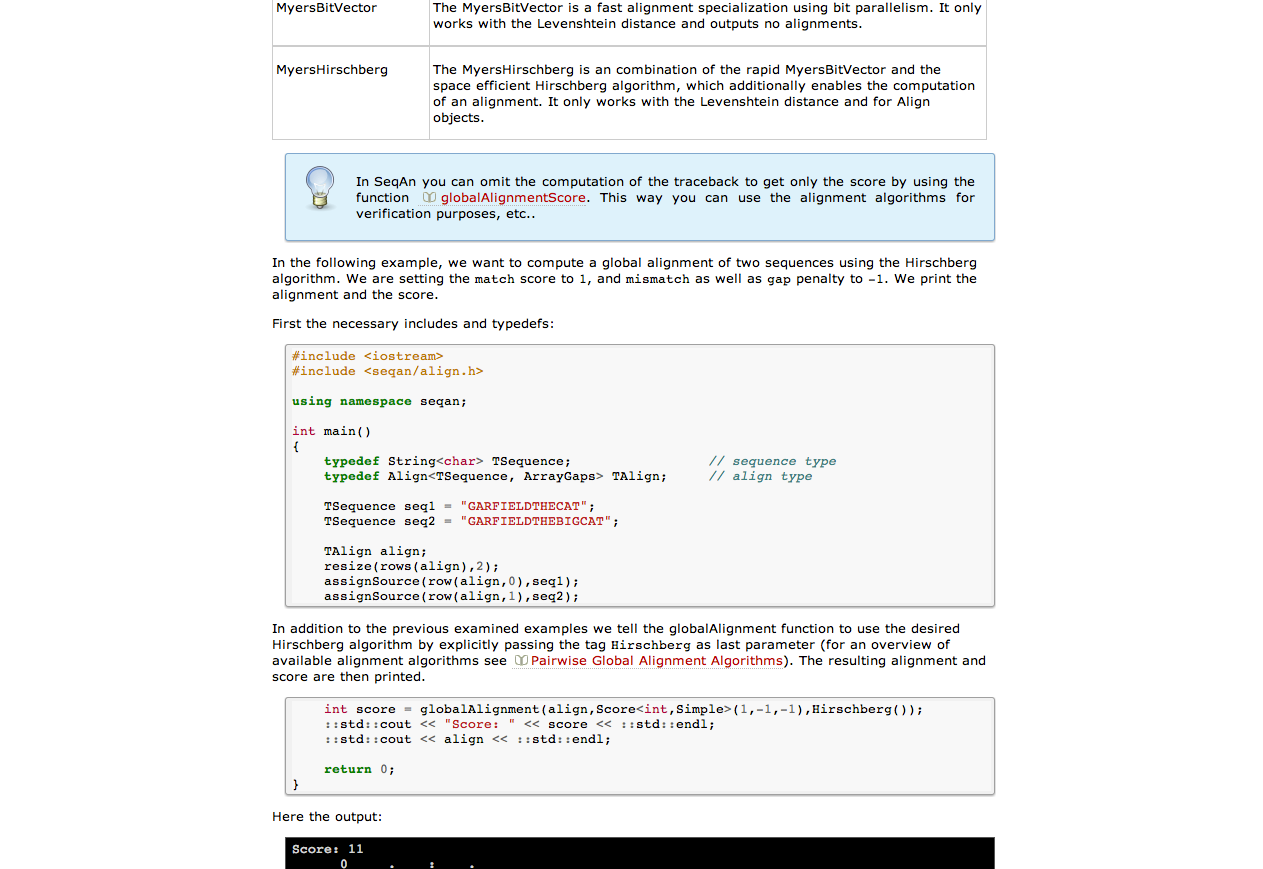 MyersBitVector
The MyersBitVector is a fast alignment specialization using bit parallelism. It only
works with the Levenshtein distance and outputs no alignments.
MyersHirschberg
The MyersHirschberg is an combination of the rapid MyersBitVector and the
space efficient Hirschberg algorithm, which additionally enables the computation
of an alignment. It only works with the Levenshtein distance and for Align
objects.
In SeqAn you can omit the computation of the traceback to get only the score by using the
function globalAlignmentScore. This way you can use the alignment algorithms for
verification purposes, etc..
In the following example, we want to compute a global alignment of two sequences using the Hirschberg
algorithm. We are setting the match score to 1, and mismatch as well as gap penalty to -1. We print the
alignment and the score.
First the necessary includes and typedefs:
#include <iostream>
#include <seqan/align.h>
using namespace seqan;
int main()
{
    typedef String<char> TSequence;                 // sequence type
    typedef Align<TSequence, ArrayGaps> TAlign;     // align type
    TSequence seq1 = "GARFIELDTHECAT";
    TSequence seq2 = "GARFIELDTHEBIGCAT";
    TAlign align;
    resize(rows(align),2);
    assignSource(row(align,0),seq1);
    assignSource(row(align,1),seq2);
In addition to the previous examined examples we tell the globalAlignment function to use the desired
Hirschberg algorithm by explicitly passing the tag Hirschberg as last parameter (for an overview of
available alignment algorithms see Pairwise Global Alignment Algorithms). The resulting alignment and
score are then printed.
    int score = globalAlignment(align,Score<int,Simple>(1,-1,-1),Hirschberg());
    ::std::cout << "Score: " << score << ::std::endl;
    ::std::cout << align << ::std::endl;
    return 0;
}
Here the output:
Score: 11
      0     .    :    .